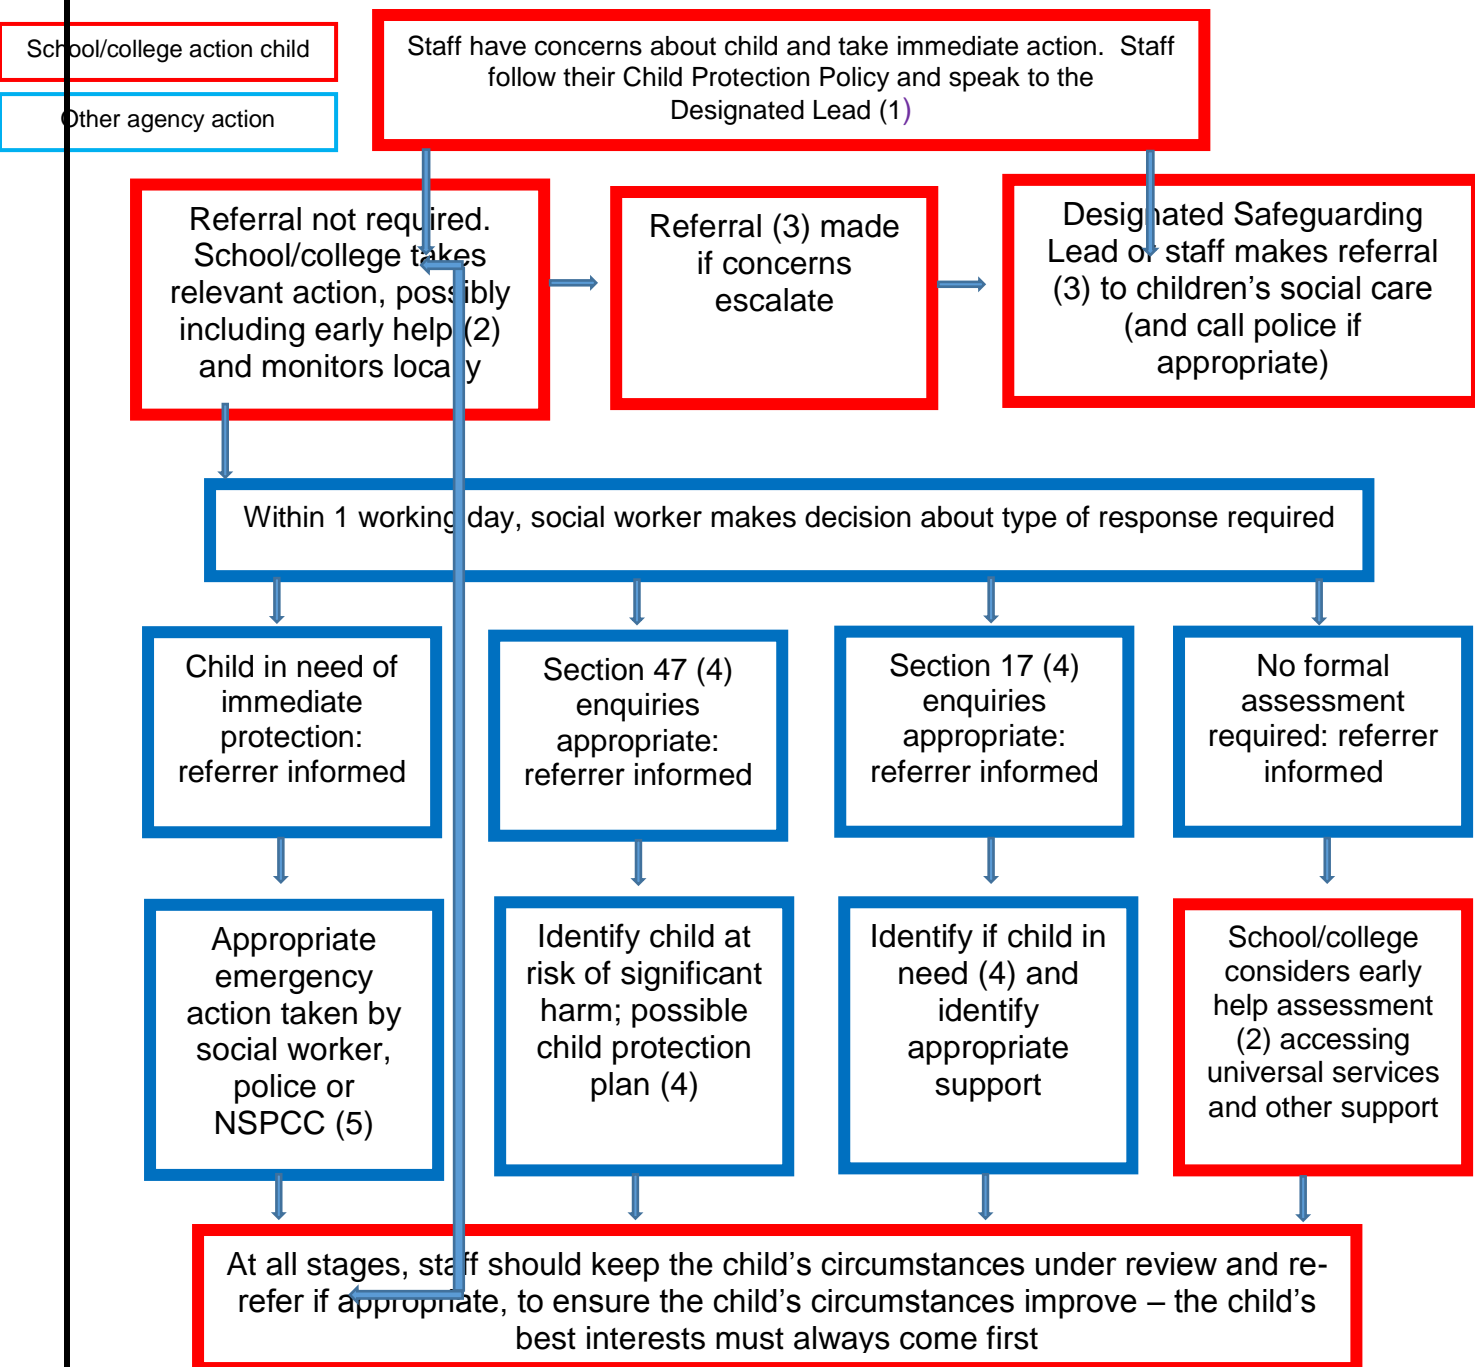 School/college action child
Other agency action
Staff have concerns about child and take immediate action.  Staff
follow their Child Protection Policy and speak to the
Designated Lead (1)
Referral not required.
School/college takes
relevant action, possibly
including early help (2)
and monitors locally
Referral (3) made
if concerns
escalate
Designated Safeguarding
Lead or staff makes referral
(3) to children’s social care
(and call police if
appropriate)
Within 1 working day, social worker makes decision about type of response required
Child in need of
immediate
protection:
referrer informed
Section 47 (4)
enquiries
appropriate:
referrer informed
Section 17 (4)
enquiries
appropriate:
referrer informed
No formal
assessment
required: referrer
informed
Appropriate
emergency
action taken by
social worker,
police or
NSPCC (5)
Identify child at
risk of significant
harm; possible
child protection
plan (4)
Identify if child in
need (4) and
identify
appropriate
support
School/college
considers early
help assessment
(2) accessing
universal services
and other support
At all stages, staff should keep the child’s circumstances under review and re-
refer if appropriate, to ensure the child’s circumstances improve – the child’s
best interests must always come first